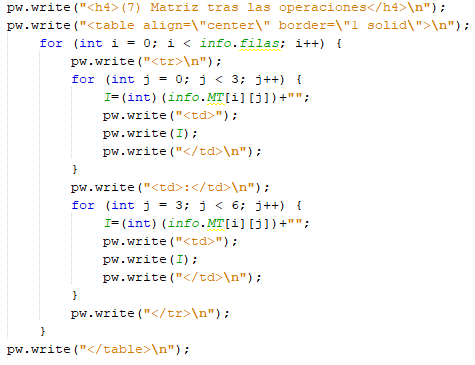 pw.write("<h4>(7) Matriz tras las operaciones</h4>\n");
pw.write("<table align=\"center\" border=\"1 solid\">\n");
    for (int i = 0; i < info.filas; i++) {
        pw.write("<tr>\n");
        for (int j = 0; j < 3; j++) {
            I=(int)(info.MT[i][j])+"";
            pw.write("<td>");
            pw.write(I);
            pw.write("</td>\n");
        }
        pw.write("<td>:</td>\n");
        for (int j = 3; j < 6; j++) {
            I=(int)(info.MT[i][j])+"";
            pw.write("<td>");
            pw.write(I);
            pw.write("</td>\n");
        }
        pw.write("</tr>\n");
    }
pw.write("</table>\n");